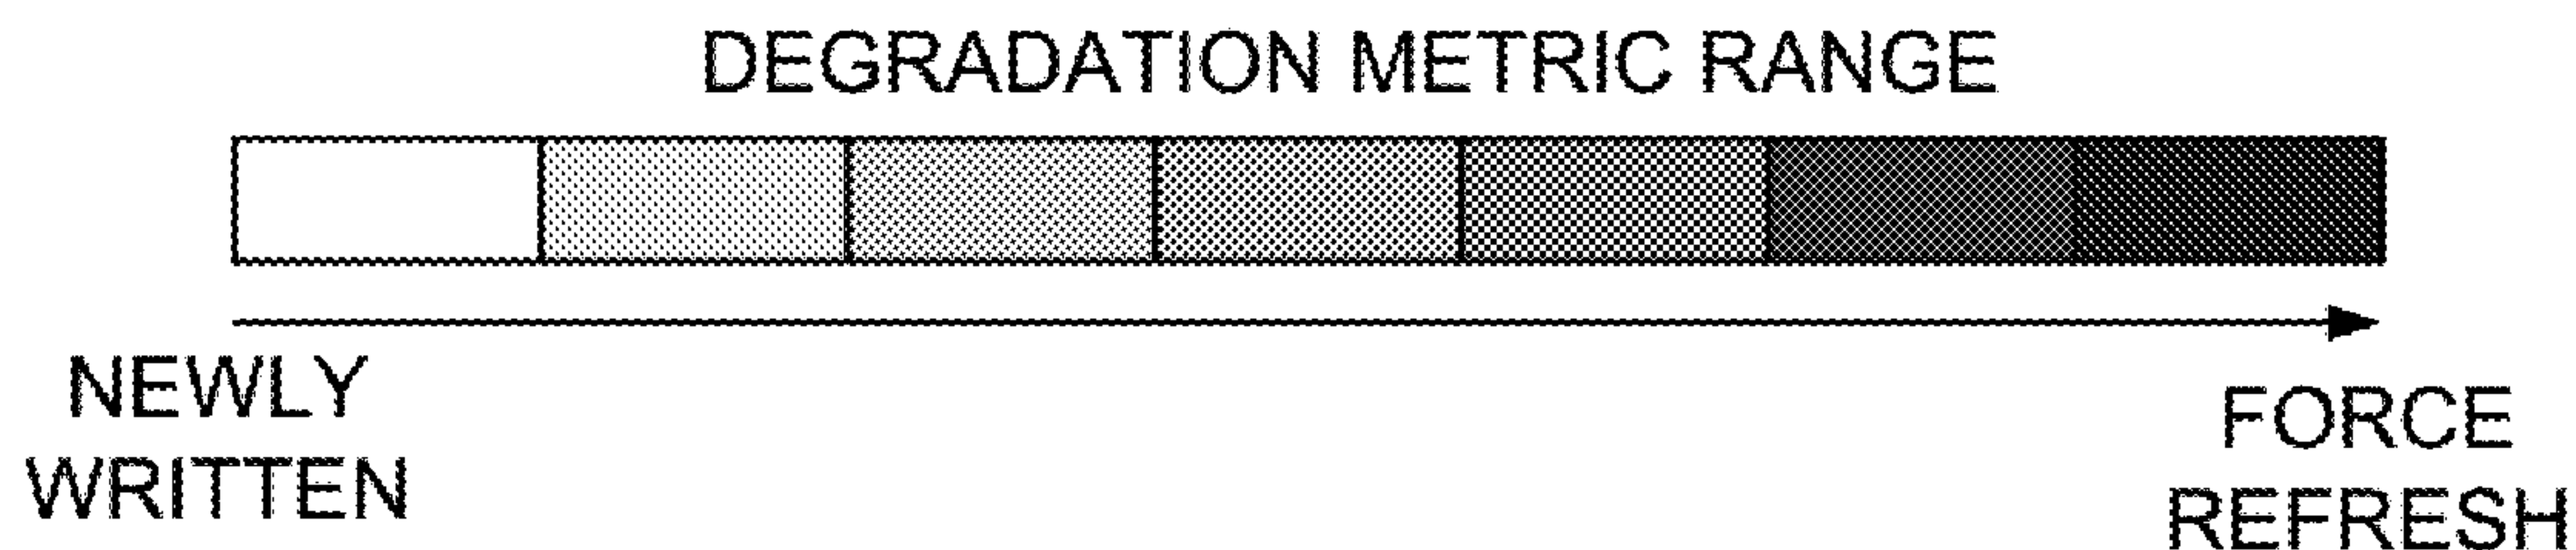 DEGRADATION METRIC RANGE
NEWLY
WRITTEN
FORCE
REFRESH